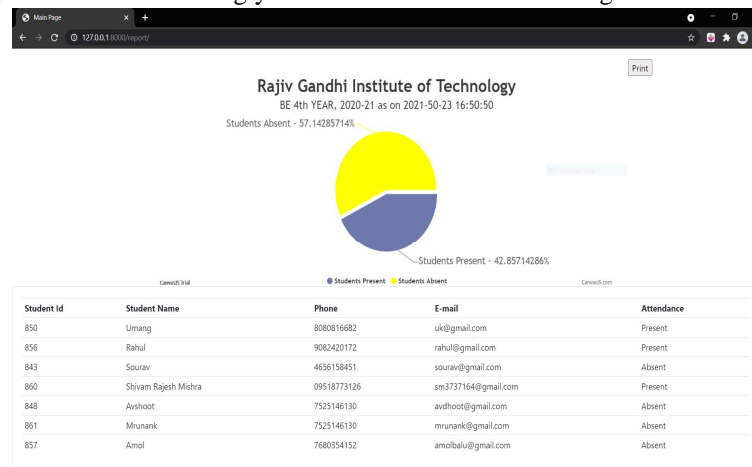 Main Page
127.0.0.1:8000/report/
Print
Rajiv Gandhi Institute of Technology
BE 4th YEAR, 2020-21 as on 2021-50-23 16:50:50
Students Absent - 57.14285714%
Students Present - 42.85714286%
CanvasJS Trial Students Present Students Absent CanvasJS.com
Student Id Student Name Phone E-mail Attendance
850 Umang 8080816682 uk@gmail.com Present
856 Rahul 9082420172 rahul@gmail.com Present
843 Sourav 4656158451 sourav@gmail.com Absent
860 Shivam Rajesh Mishra 09518773126 sm3737164@gmail.com Present
848 Avshoot 7525146130 avdhoot@gmail.com Absent
861 Mrunank 7525146130 mrunank@gmail.com Absent
857 Amol 7680354152 amolbalu@gmail.com Absent